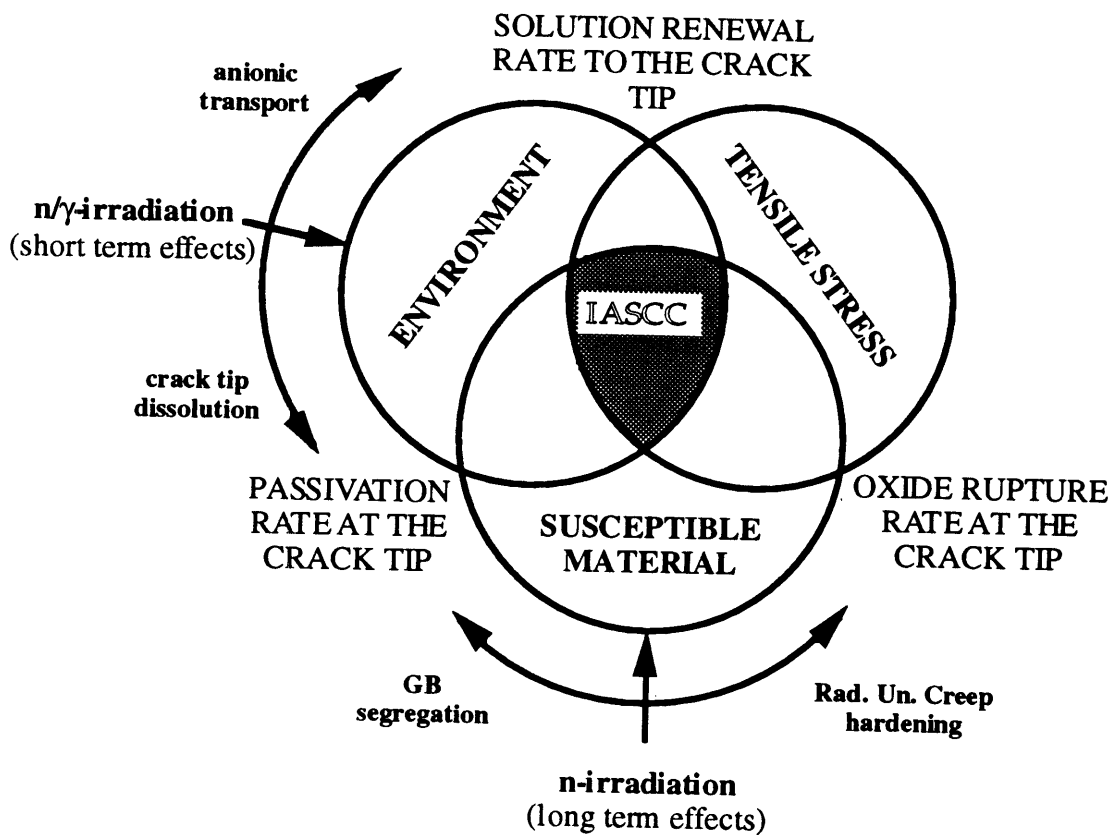 SOLUTION RENEWAL
RATE TO THE CRACK
TIP
anionic
transport
n/γ-irradiation
(short term effects)
ENVIRONMENT
TENSILE STRESS
IASCC
crack tip
dissolution
PASSIVATION
RATE AT THE
CRACK TIP
SUSCEPTIBLE
MATERIAL
OXIDE RUPTURE
RATE AT THE
CRACK TIP
GB
segregation
Rad. Un. Creep
hardening
n-irradiation
(long term effects)